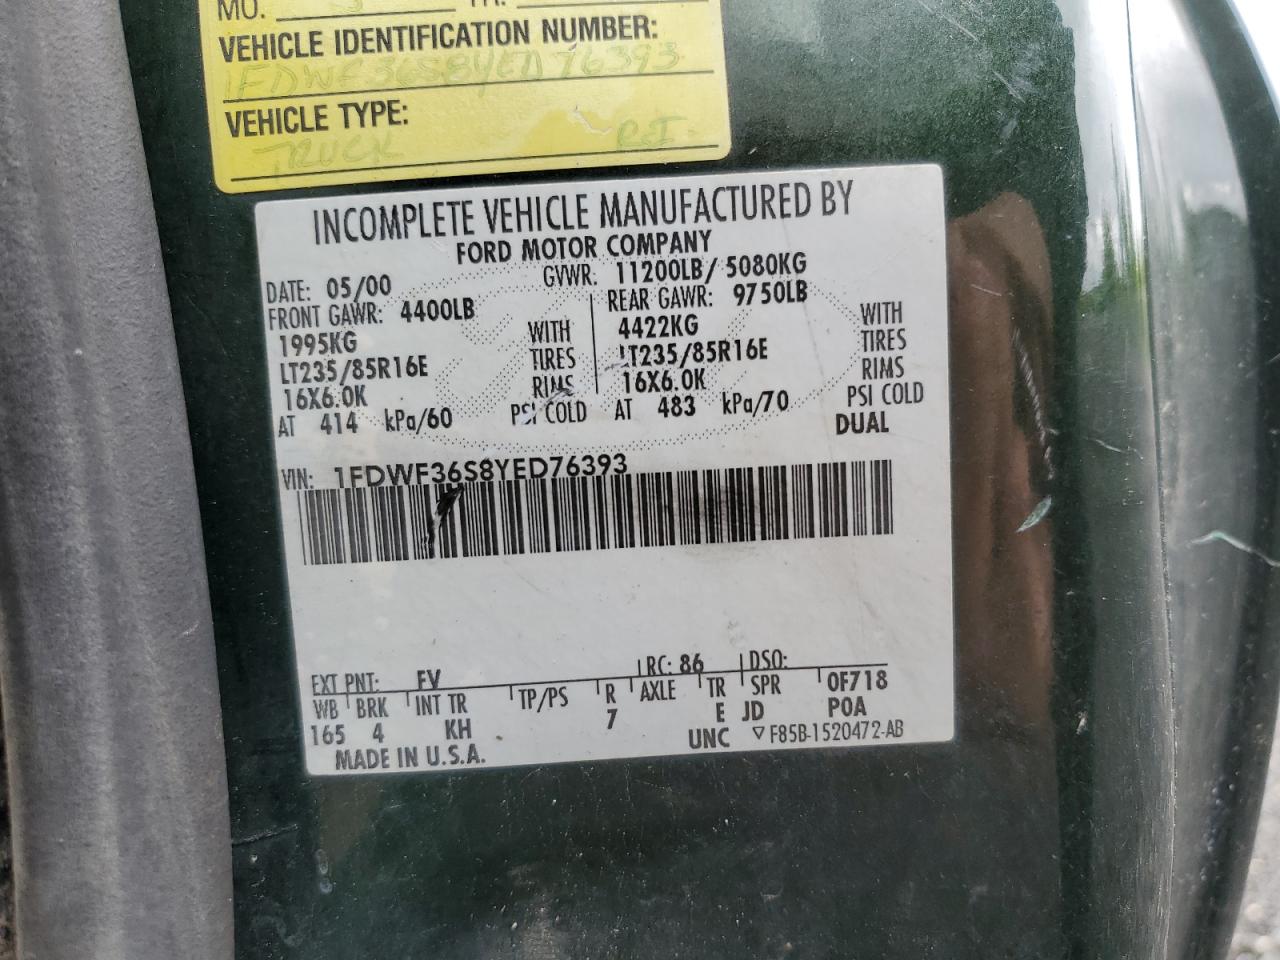 MO. YR.
VEHICLE IDENTIFICATION NUMBER:
1FDWF36S8YED76393
VEHICLE TYPE:
TRUCK
INCOMPLETE VEHICLE MANUFACTURED BY
FORD MOTOR COMPANY
DATE: 05/00 GVWR: 11200LB/ 5080KG
FRONT GAWR: 4400LB REAR GAWR: 9750LB
1995KG WITH 4422KG WITH
LT235/85R16E TIRES LT235/85R16E TIRES
16X6.0K RIMS 16X6.0K RIMS
AT 414 kPa/60 PSI COLD AT 483 kPa/70 PSI COLD
DUAL
VIN: 1FDWF36S8YED76393
EXT PNT: FV RC: 86 DSO:
WB BRK INT TR TP/PS R AXLE TR SPR 0F718
165 4 KH 7 E JD P0A
MADE IN U.S.A. UNC ▽ F85B-1520472-AB